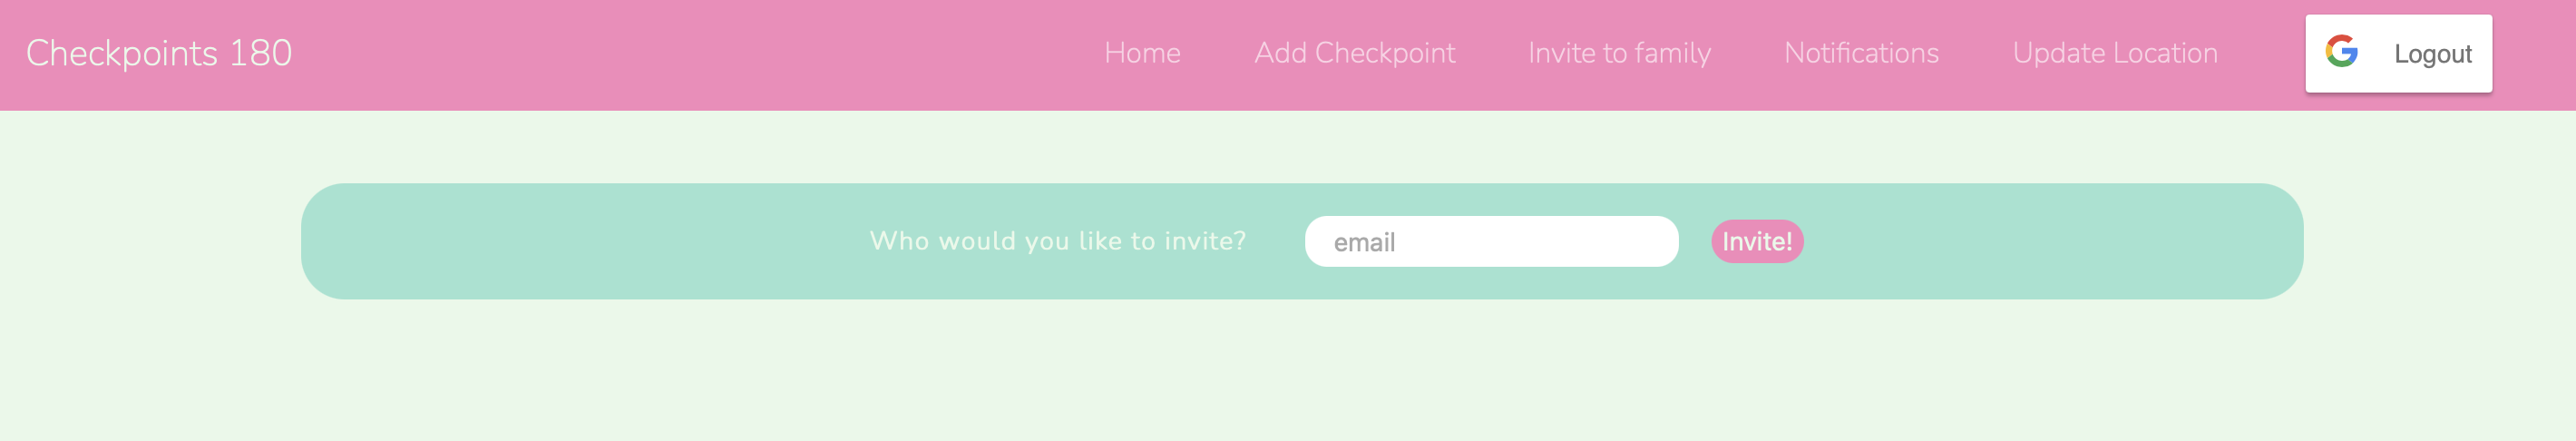 Checkpoints 180 Home Add Checkpoint Invite to family Notifications Update Location Logout
Who would you like to invite? email Invite!